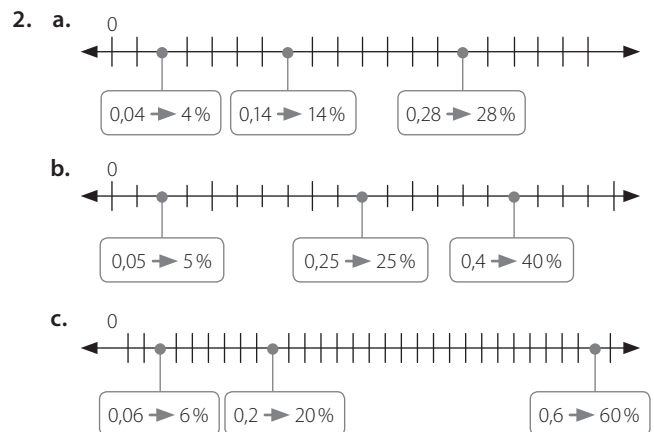 2. a.
0
0,04 → 4 % 0,14 → 14 % 0,28 → 28 %
b.
0
0,05 → 5 % 0,25 → 25 % 0,4 → 40 %
c.
0
0,06 → 6 % 0,2 → 20 % 0,6 → 60 %